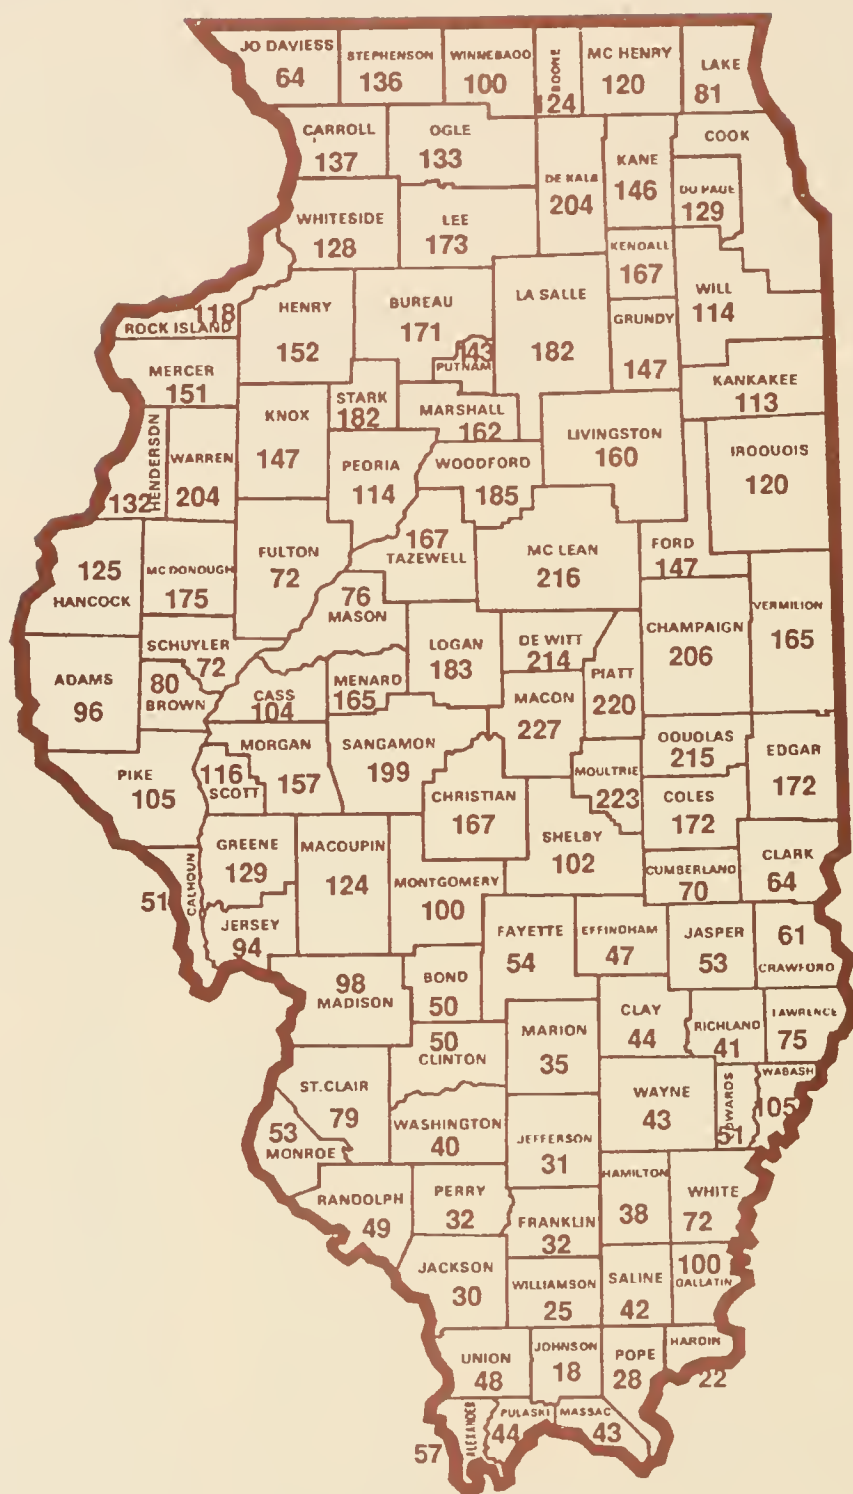 JO DAVIESS
64
STEPHENSON
136
WINNEBAGO
100
BOONE
124
MC HENRY
120
LAKE
81
CARROLL
137
OGLE
133
DE KALB
204
KANE
146
COOK
DU PAGE
129
WHITESIDE
128
LEE
173
KENDALL
167
WILL
114
118
ROCK ISLAND
HENRY
152
BUREAU
171
143
PUTNAM
LA SALLE
182
GRUNDY
147
KANKAKEE
113
MERCER
151
KNOX
147
STARK
182
MARSHALL
162
LIVINGSTON
160
IROQUOIS
120
HENDERSON
132
WARREN
204
PEORIA
114
WOODFORD
185
125
HANCOCK
MC DONOUGH
175
FULTON
72
167
TAZEWELL
MC LEAN
216
FORD
147
76
MASON
LOGAN
183
DE WITT
214
PIATT
220
CHAMPAIGN
206
VERMILION
165
ADAMS
96
SCHUYLER
72
80
BROWN
CASS
104
MENARD
165
MACON
227
PIKE
105
116
SCOTT
MORGAN
157
SANGAMON
199
CHRISTIAN
167
MOULTRIE
223
DOUGLAS
215
EDGAR
172
COLES
172
SHELBY
102
51
CALHOUN
GREENE
129
MACOUPIN
124
MONTGOMERY
100
CUMBERLAND
70
CLARK
64
JERSEY
94
FAYETTE
54
EFFINGHAM
47
JASPER
53
61
CRAWFORD
98
MADISON
BOND
50
CLAY
44
RICHLAND
41
LAWRENCE
75
50
CLINTON
MARION
35
ST. CLAIR
79
WAYNE
43
EDWARDS
51
WABASH
105
53
MONROE
WASHINGTON
40
JEFFERSON
31
HAMILTON
38
WHITE
72
RANDOLPH
49
PERRY
32
FRANKLIN
32
JACKSON
30
WILLIAMSON
25
SALINE
42
100
GALLATIN
UNION
48
JOHNSON
18
POPE
28
HARDIN
22
57
ALEXANDER
PULASKI
44
MASSAC
43